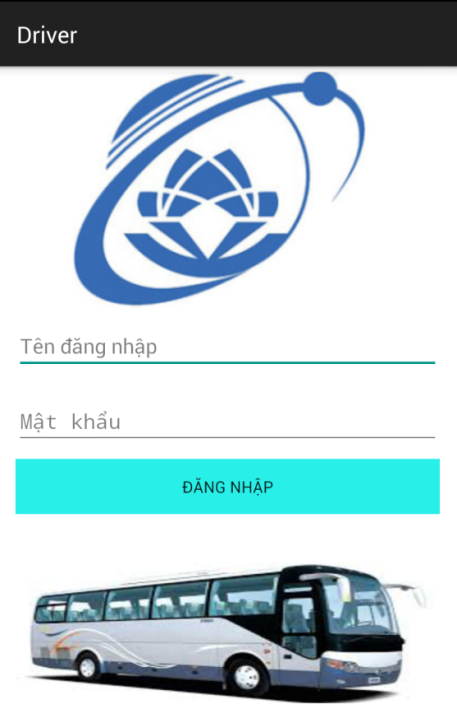 Driver
Tên đăng nhập
Mật khẩu
ĐĂNG NHẬP